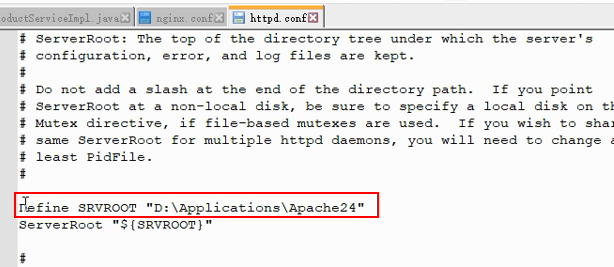 oductServiceImpl.java nginx.conf httpd.conf
# ServerRoot: The top of the directory tree under which the server's
# configuration, error, and log files are kept.
#
# Do not add a slash at the end of the directory path.  If you point
# ServerRoot at a non-local disk, be sure to specify a local disk on th
# Mutex directive, if file-based mutexes are used.  If you wish to shar
# same ServerRoot for multiple httpd daemons, you will need to change a
# least PidFile.
#
Define SRVROOT "D:\Applications\Apache24"
ServerRoot "${SRVROOT}"
#